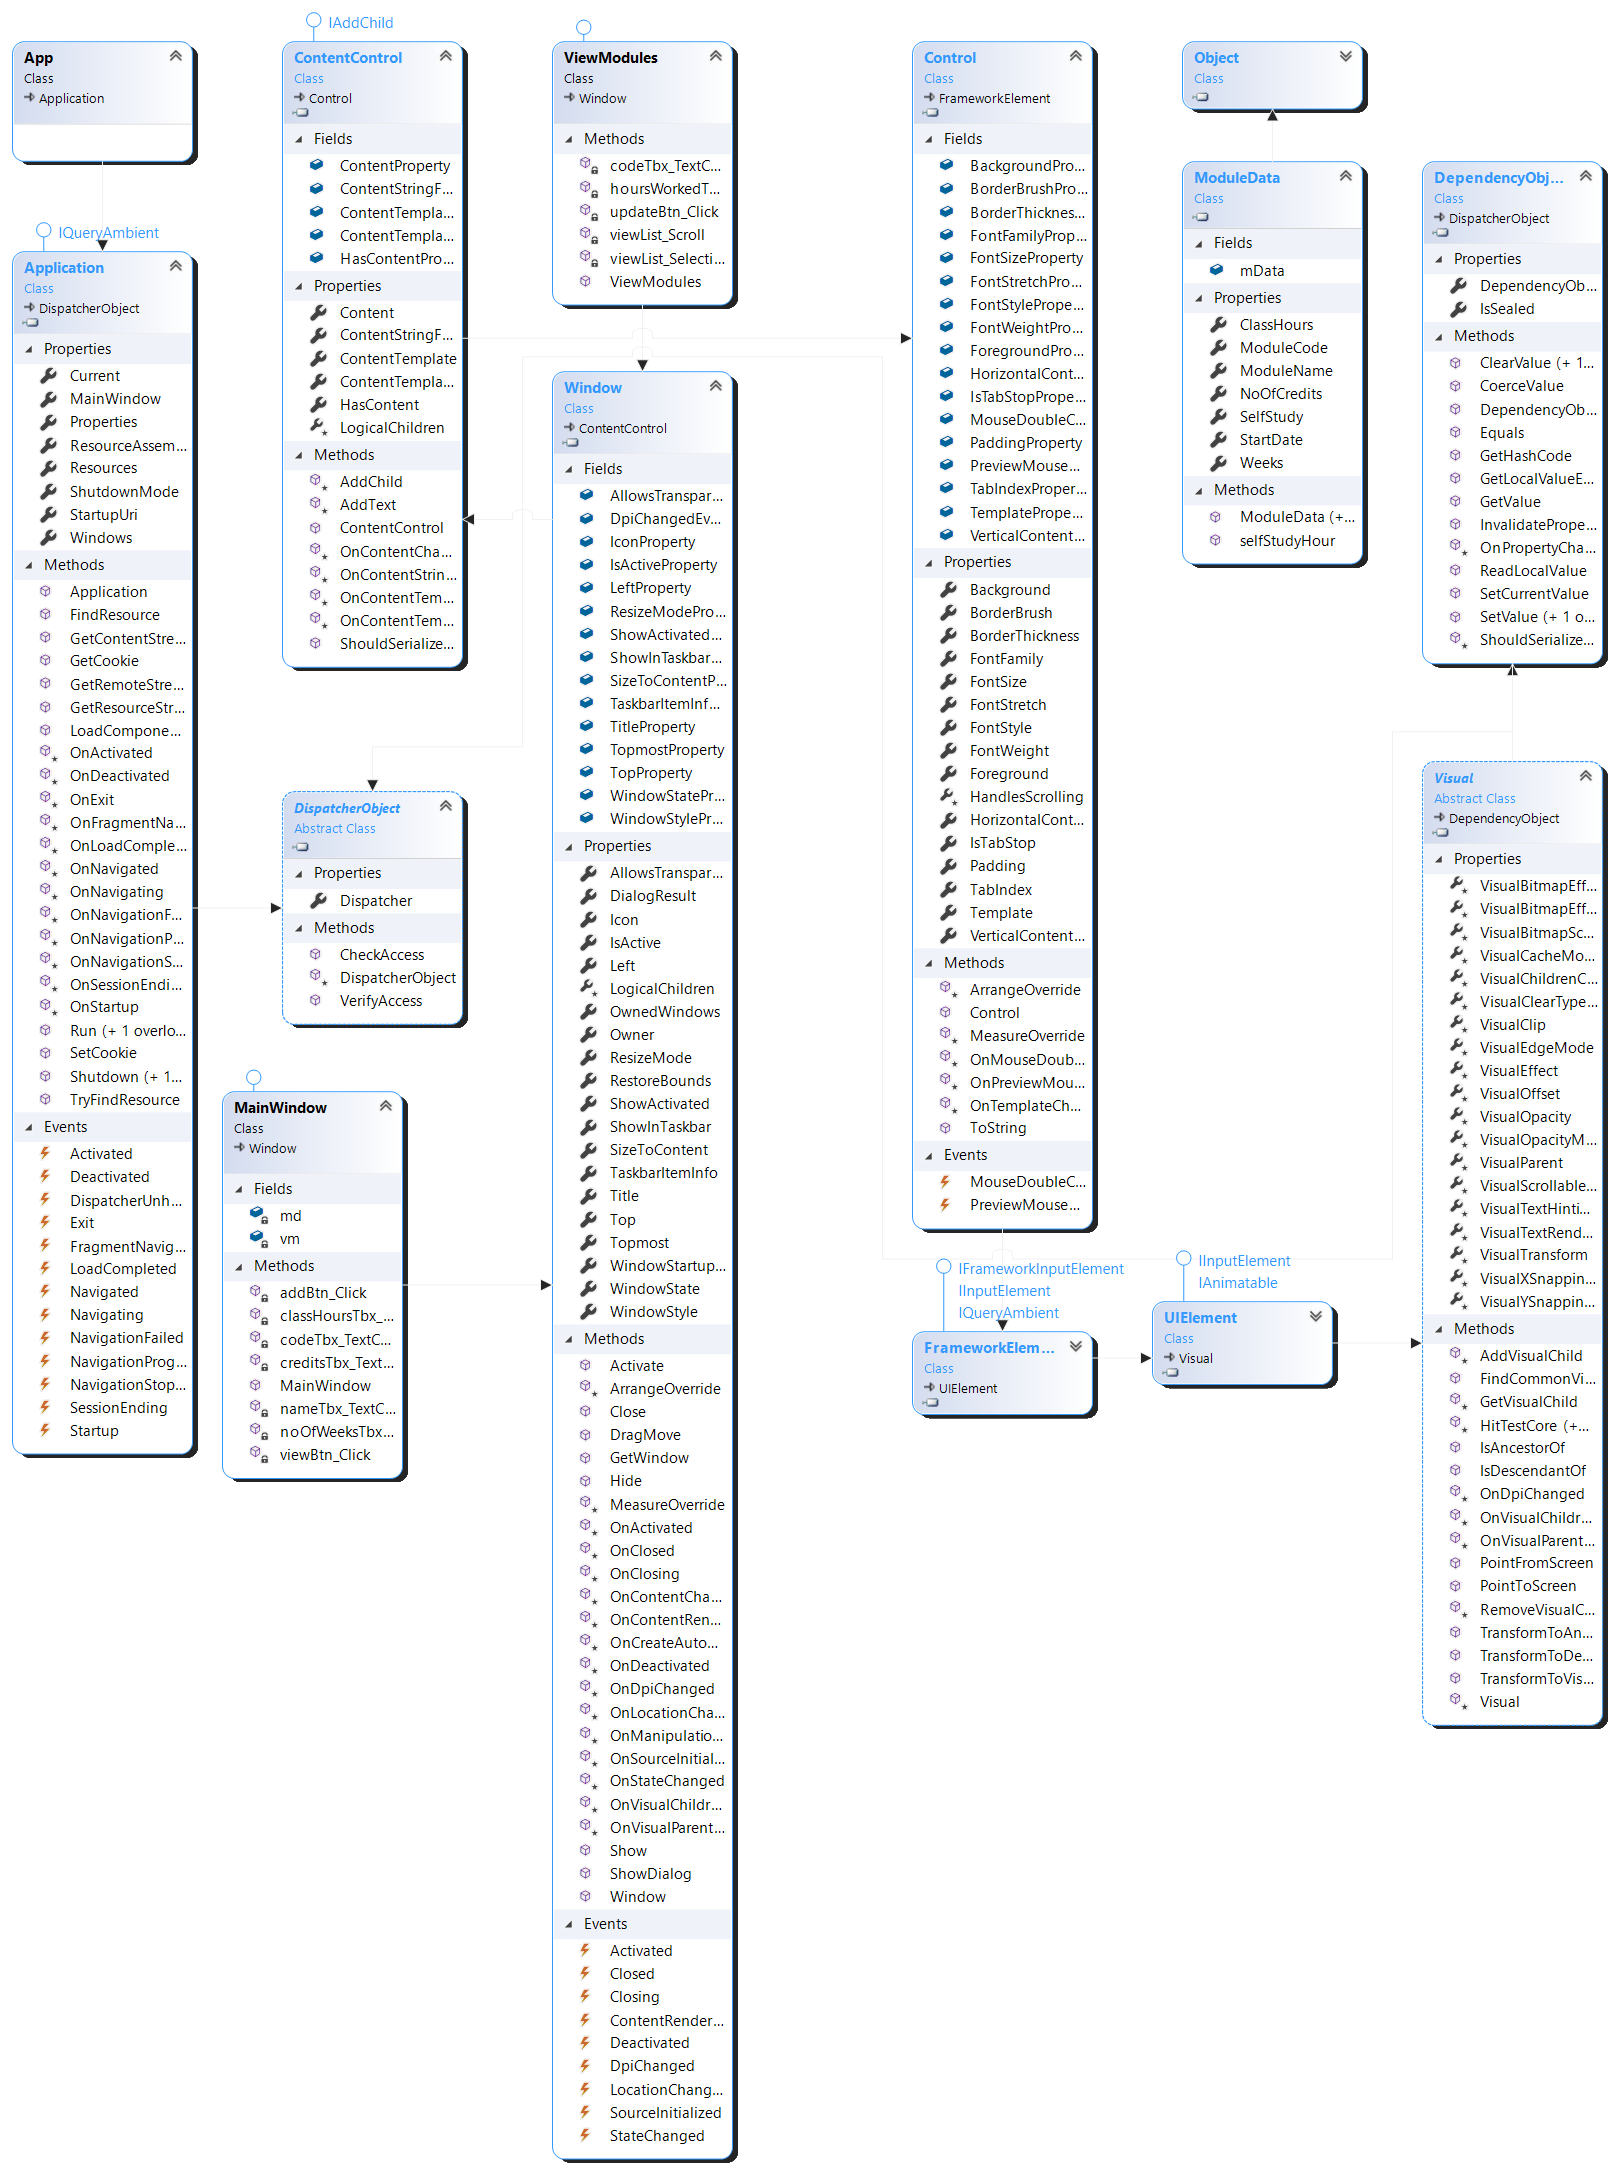 App
Class
Application
IQueryAmbient
Application
Class
DispatcherObject
Properties
Current
MainWindow
Properties
ResourceAssem...
Resources
ShutdownMode
StartupUri
Windows
Methods
Application
FindResource
GetContentStre...
GetCookie
GetRemoteStre...
GetResourceStr...
LoadCompone...
OnActivated
OnDeactivated
OnExit
OnFragmentNa...
OnLoadComple...
OnNavigated
OnNavigating
OnNavigationF...
OnNavigationP...
OnNavigationS...
OnSessionEndi...
OnStartup
Run (+ 1 overlo...
SetCookie
Shutdown (+ 1...
TryFindResource
Events
Activated
Deactivated
DispatcherUnh...
Exit
FragmentNavig...
LoadCompleted
Navigated
Navigating
NavigationFailed
NavigationProg...
NavigationStop...
SessionEnding
Startup
IAddChild
ContentControl
Class
Control
Fields
ContentProperty
ContentStringF...
ContentTempla...
ContentTempla...
HasContentPro...
Properties
Content
ContentStringF...
ContentTemplate
ContentTempla...
HasContent
LogicalChildren
Methods
AddChild
AddText
ContentControl
OnContentCha...
OnContentStrin...
OnContentTem...
OnContentTem...
ShouldSerialize...
DispatcherObject
Abstract Class
Properties
Dispatcher
Methods
CheckAccess
DispatcherObject
VerifyAccess
MainWindow
Class
Window
Fields
md
vm
Methods
addBtn_Click
classHoursTbx_...
codeTbx_TextC...
creditsTbx_Text...
MainWindow
nameTbx_TextC...
noOfWeeksTbx...
viewBtn_Click
ViewModules
Class
Window
Methods
codeTbx_TextC...
hoursWorkedT...
updateBtn_Click
viewList_Scroll
viewList_Selecti...
ViewModules
Window
Class
ContentControl
Fields
AllowsTranspar...
DpiChangedEv...
IconProperty
IsActiveProperty
LeftProperty
ResizeModePro...
ShowActivated...
ShowInTaskbar...
SizeToContentP...
TaskbarItemInf...
TitleProperty
TopmostProperty
TopProperty
WindowStatePr...
WindowStylePr...
Properties
AllowsTranspar...
DialogResult
Icon
IsActive
Left
LogicalChildren
OwnedWindows
Owner
ResizeMode
RestoreBounds
ShowActivated
ShowInTaskbar
SizeToContent
TaskbarItemInfo
Title
Top
Topmost
WindowStartup...
WindowState
WindowStyle
Methods
Activate
ArrangeOverride
Close
DragMove
GetWindow
Hide
MeasureOverride
OnActivated
OnClosed
OnClosing
OnContentCha...
OnContentRen...
OnCreateAuto...
OnDeactivated
OnDpiChanged
OnLocationCha...
OnManipulatio...
OnSourceInitial...
OnStateChanged
OnVisualChildr...
OnVisualParent...
Show
ShowDialog
Window
Events
Activated
Closed
Closing
ContentRender...
Deactivated
DpiChanged
LocationChang...
SourceInitialized
StateChanged
Control
Class
FrameworkElement
Fields
BackgroundPro...
BorderBrushPro...
BorderThicknes...
FontFamilyProp...
FontSizeProperty
FontStretchPro...
FontStylePrope...
FontWeightPro...
ForegroundPro...
HorizontalCont...
IsTabStopPrope...
MouseDoubleC...
PaddingProperty
PreviewMouse...
TabIndexProper...
TemplatePrope...
VerticalContent...
Properties
Background
BorderBrush
BorderThickness
FontFamily
FontSize
FontStretch
FontStyle
FontWeight
Foreground
HandlesScrolling
HorizontalCont...
IsTabStop
Padding
TabIndex
Template
VerticalContent...
Methods
ArrangeOverride
Control
MeasureOverride
OnMouseDoub...
OnPreviewMou...
OnTemplateCh...
ToString
Events
MouseDoubleC...
PreviewMouse...
IFrameworkInputElement
IInputElement
IQueryAmbient
FrameworkElem...
Class
UIElement
IInputElement
IAnimatable
UIElement
Class
Visual
Object
Class
ModuleData
Class
Fields
mData
Properties
ClassHours
ModuleCode
ModuleName
NoOfCredits
SelfStudy
StartDate
Weeks
Methods
ModuleData (+...
selfStudyHour
DependencyObj...
Class
DispatcherObject
Properties
DependencyOb...
IsSealed
Methods
ClearValue (+ 1...
CoerceValue
DependencyOb...
Equals
GetHashCode
GetLocalValueE...
GetValue
InvalidatePrope...
OnPropertyCha...
ReadLocalValue
SetCurrentValue
SetValue (+ 1 o...
ShouldSerialize...
Visual
Abstract Class
DependencyObject
Properties
VisualBitmapEff...
VisualBitmapEff...
VisualBitmapSc...
VisualCacheMo...
VisualChildrenC...
VisualClearType...
VisualClip
VisualEdgeMode
VisualEffect
VisualOffset
VisualOpacity
VisualOpacityM...
VisualParent
VisualScrollable...
VisualTextHinti...
VisualTextRend...
VisualTransform
VisualXSnappin...
VisualYSnappin...
Methods
AddVisualChild
FindCommonVi...
GetVisualChild
HitTestCore (+...
IsAncestorOf
IsDescendantOf
OnDpiChanged
OnVisualChildr...
OnVisualParent...
PointFromScreen
PointToScreen
RemoveVisualC...
TransformToAn...
TransformToDe...
TransformToVis...
Visual